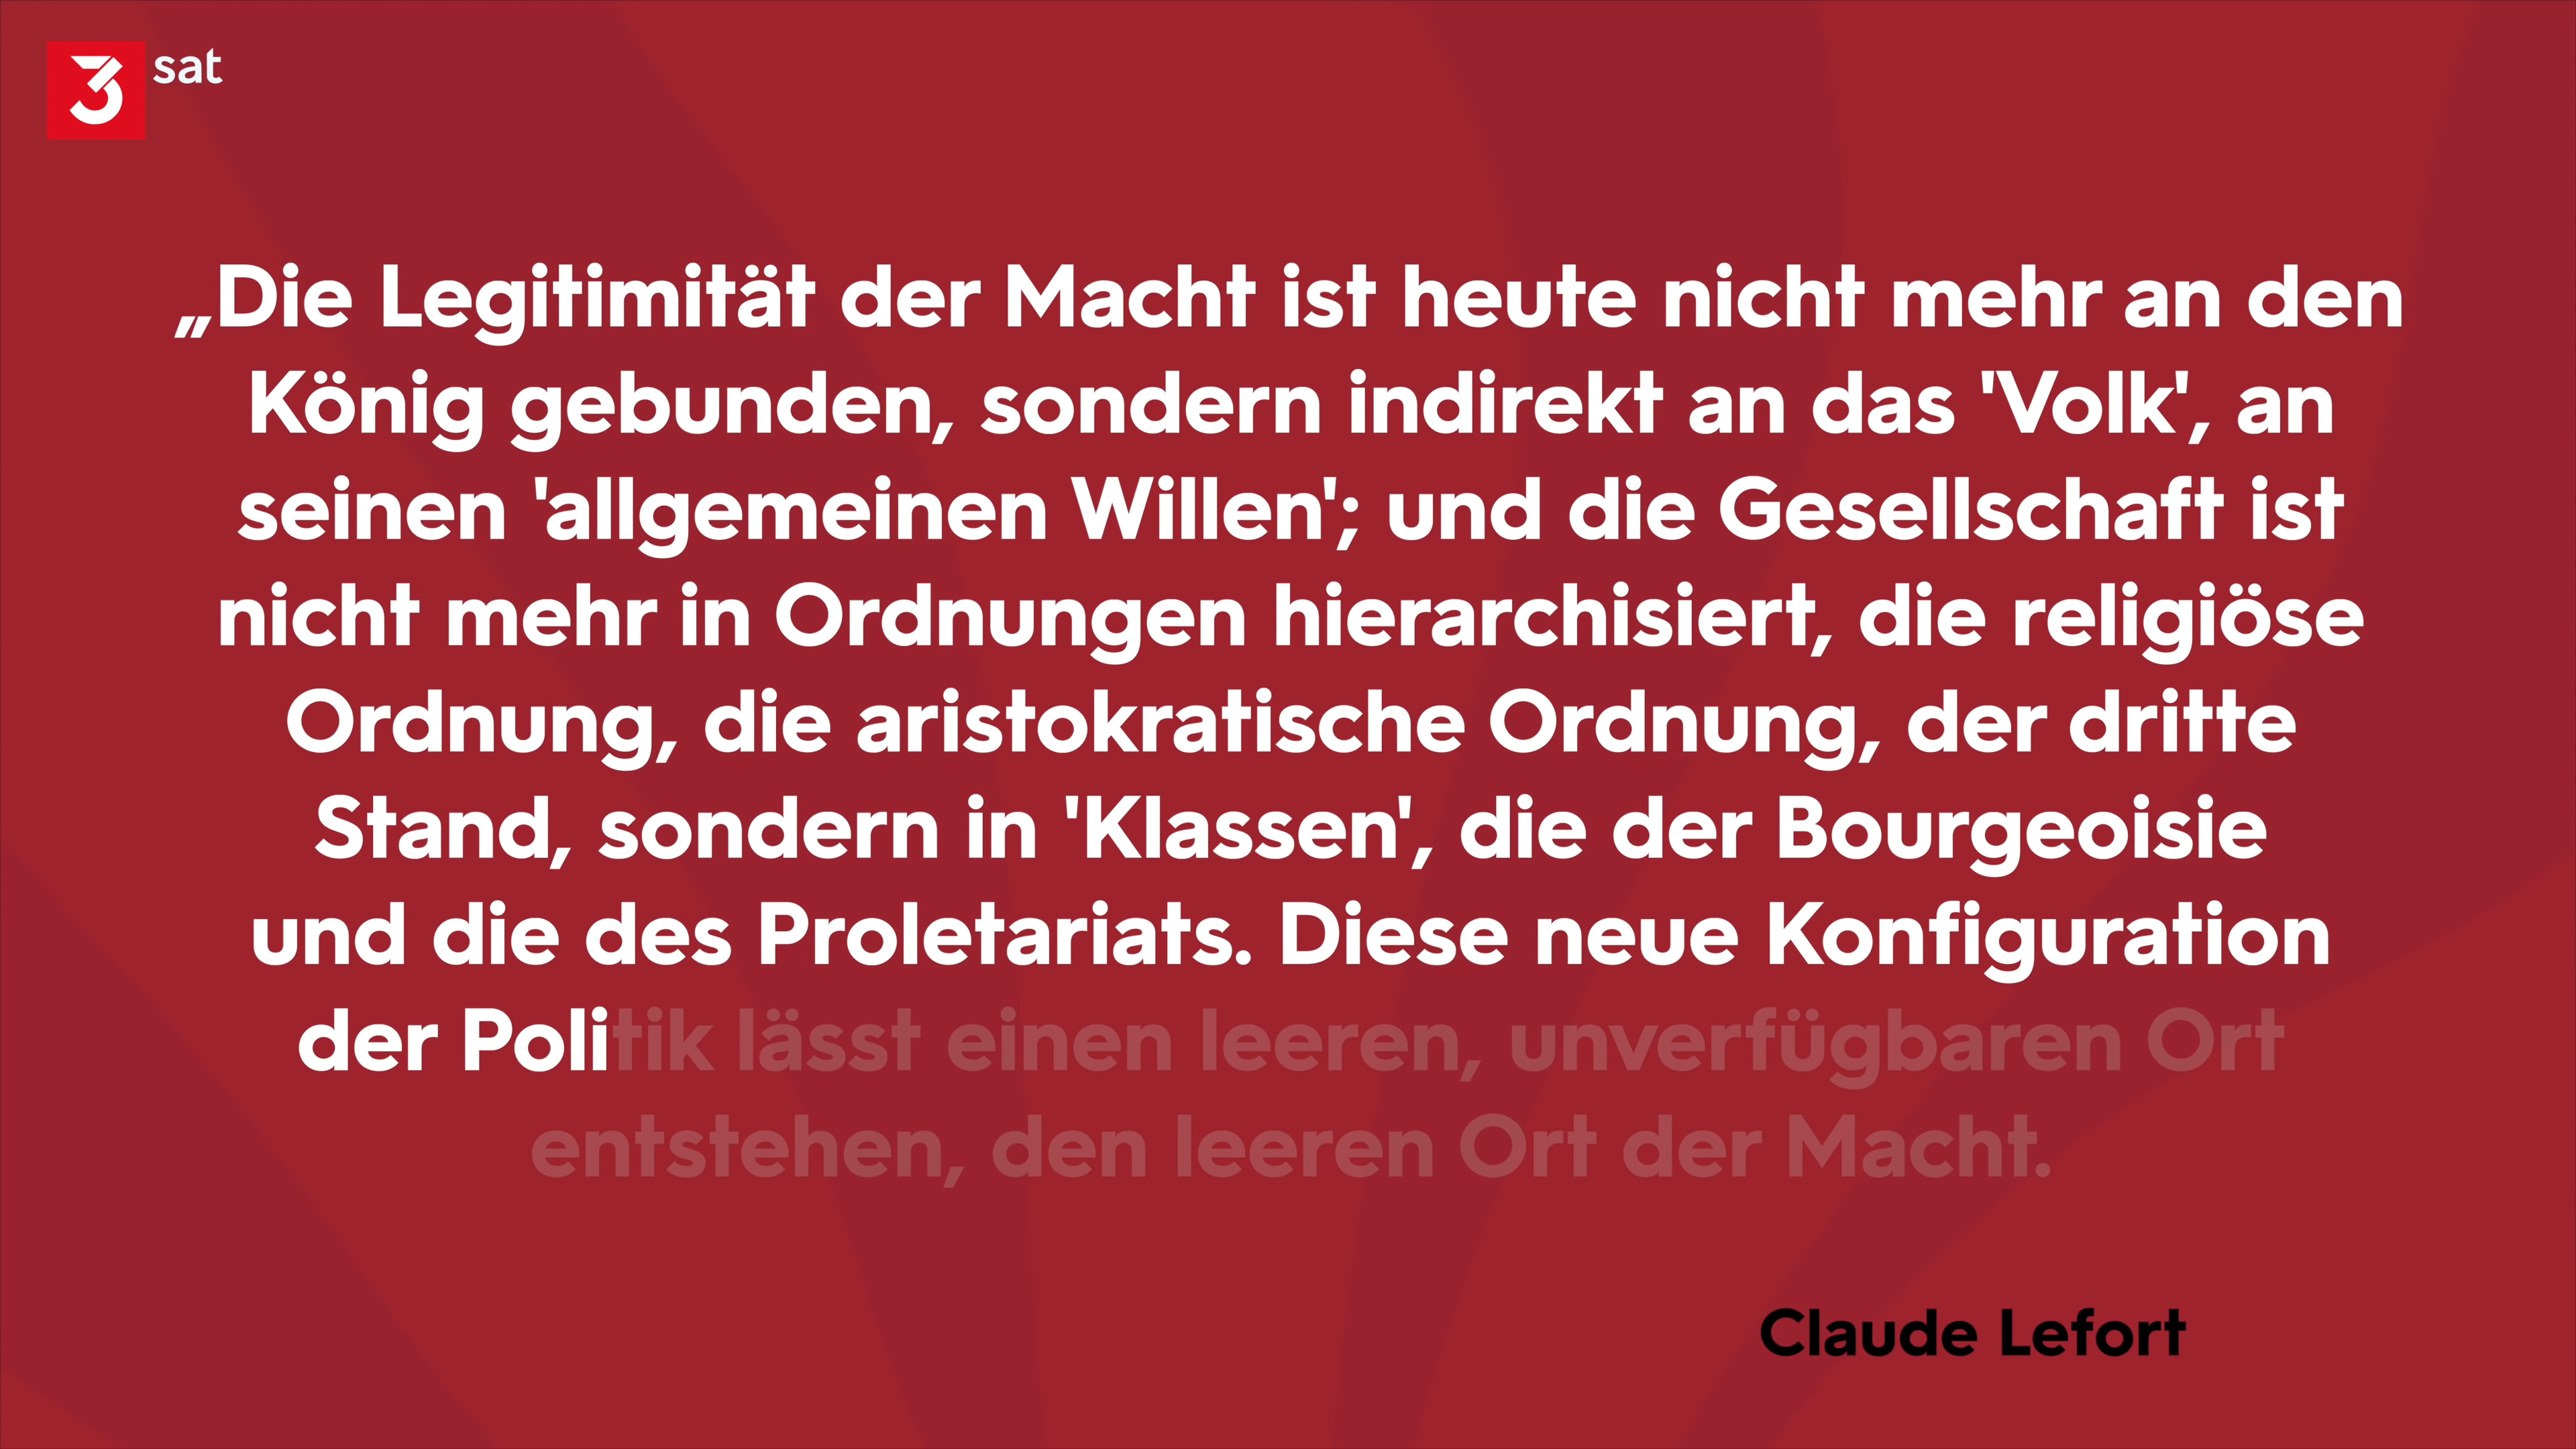 3sat
„Die Legitimität der Macht ist heute nicht mehr an den
König gebunden, sondern indirekt an das 'Volk', an
seinen 'allgemeinen Willen'; und die Gesellschaft ist
nicht mehr in Ordnungen hierarchisiert, die religiöse
Ordnung, die aristokratische Ordnung, der dritte
Stand, sondern in 'Klassen', die der Bourgeoisie
und die des Proletariats. Diese neue Konfiguration
der Politik lässt einen leeren, unverfügbaren Ort
entstehen, den leeren Ort der Macht.
Claude Lefort